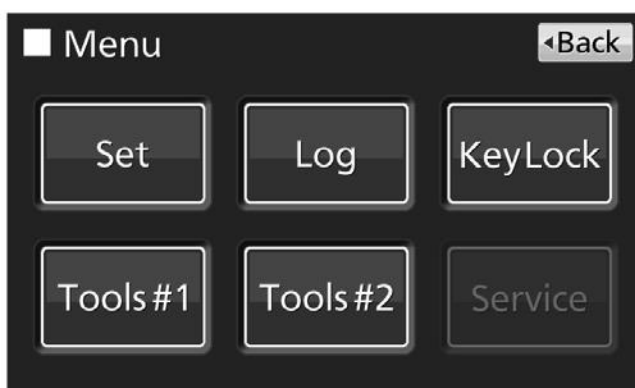 Menu
◂Back
Set
Log
KeyLock
Tools#1
Tools#2
Service